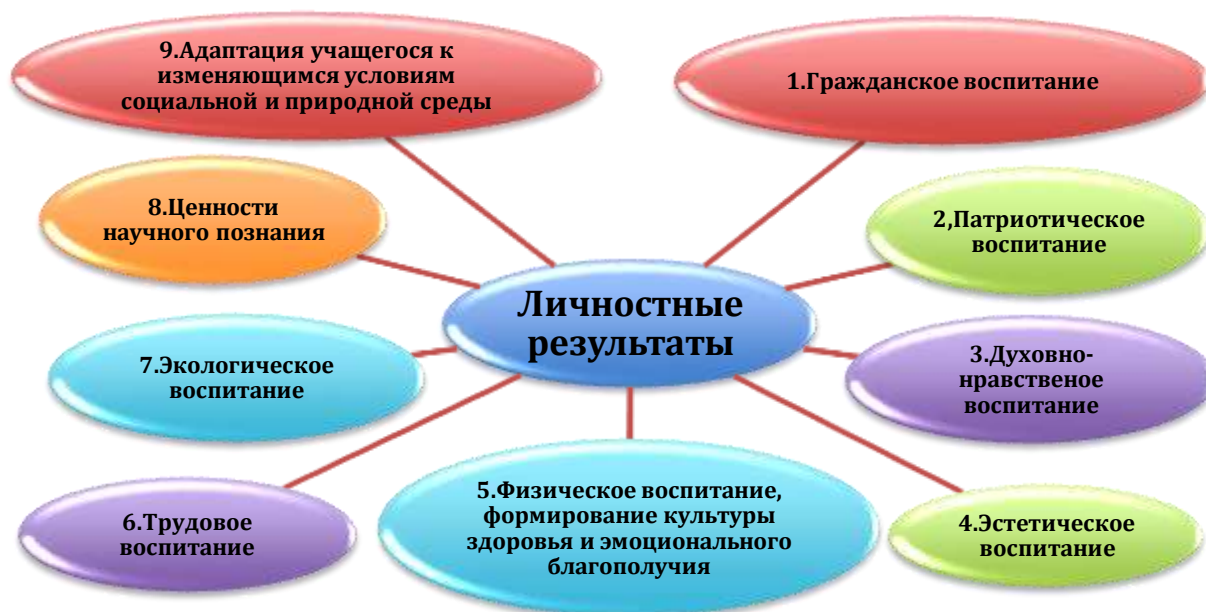 Личностные
результаты
1.Гражданское воспитание
2,Патриотическое
воспитание
3.Духовно-
нравственое
воспитание
4.Эстетическое
воспитание
5.Физическое воспитание,
формирование культуры
здоровья и эмоционального
благополучия
6.Трудовое
воспитание
7.Экологическое
воспитание
8.Ценности
научного познания
9.Адаптация учащегося к
изменяющимся условиям
социальной и природной среды